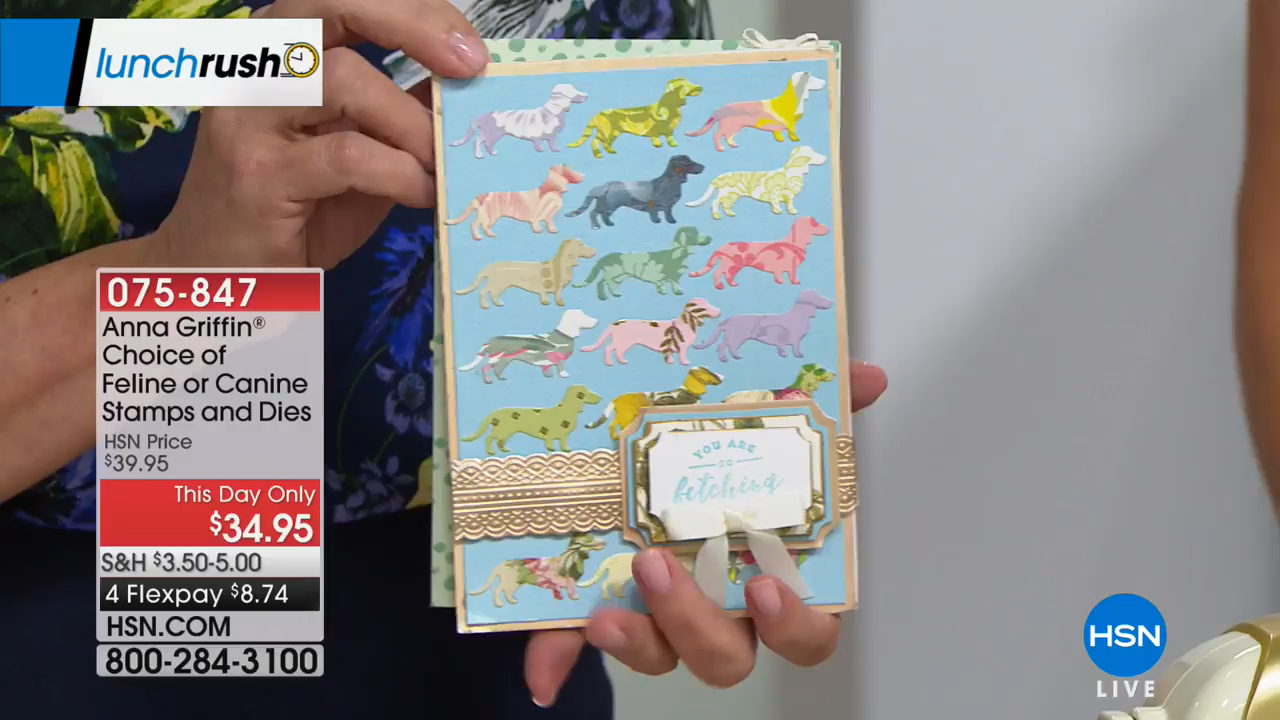 lunchrush
075-847
Anna Griffin®
Choice of
Feline or Canine
Stamps and Dies
HSN Price
$39.95
This Day Only
$34.95
S&H $3.50-5.00
4 Flexpay $8.74
HSN.COM
800-284-3100
YOU ARE
SO
fetching
HSN
LIVE